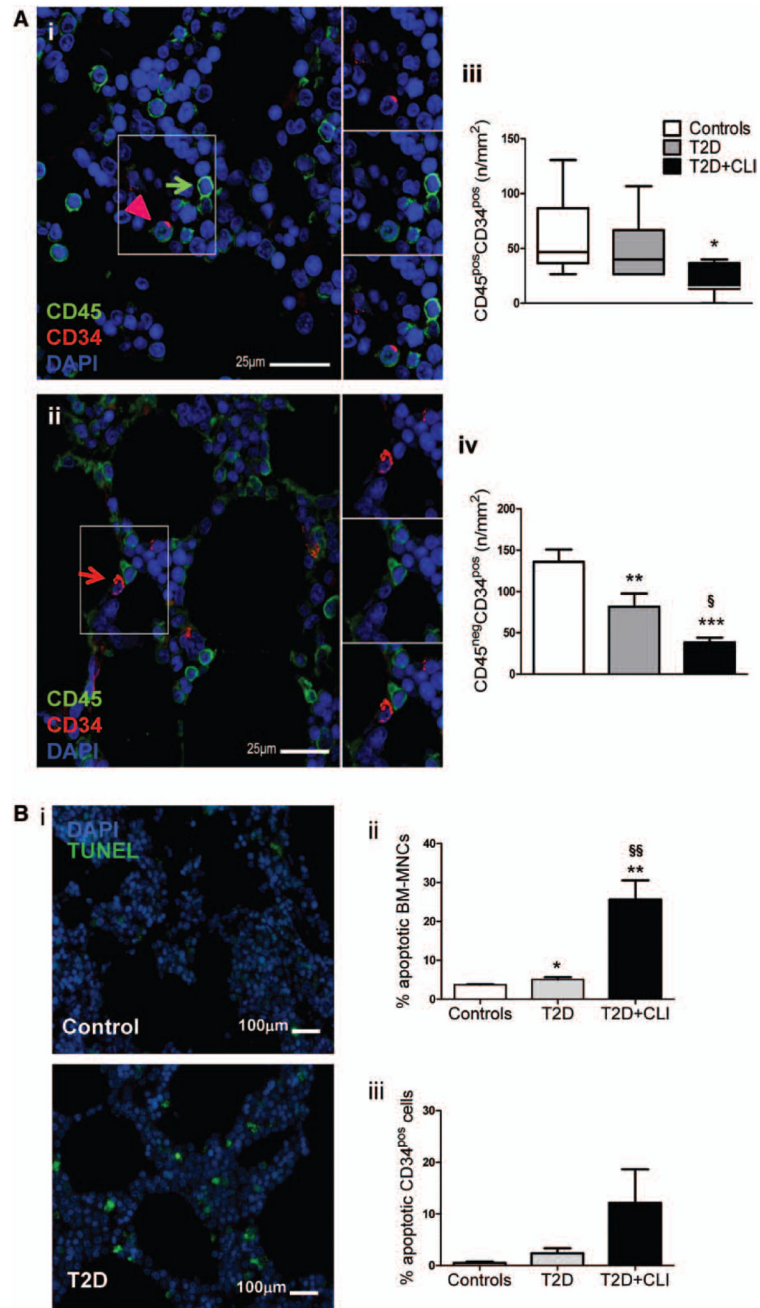 A
i
CD45
CD34
DAPI
25µm
iii
Controls
T2D
T2D+CLI
CD45posCD34pos (n/mm2)
150
100
50
0
*
ii
CD45
CD34
DAPI
25µm
iv
CD45negCD34pos (n/mm2)
200
150
100
50
0
**
§
***
B
i
DAPI
TUNEL
Control
100µm
T2D
100µm
ii
% apoptotic BM-MNCs
40
30
20
10
0
*
§§
**
Controls T2D T2D+CLI
iii
% apoptotic CD34pos cells
30
20
10
0
Controls T2D T2D+CLI